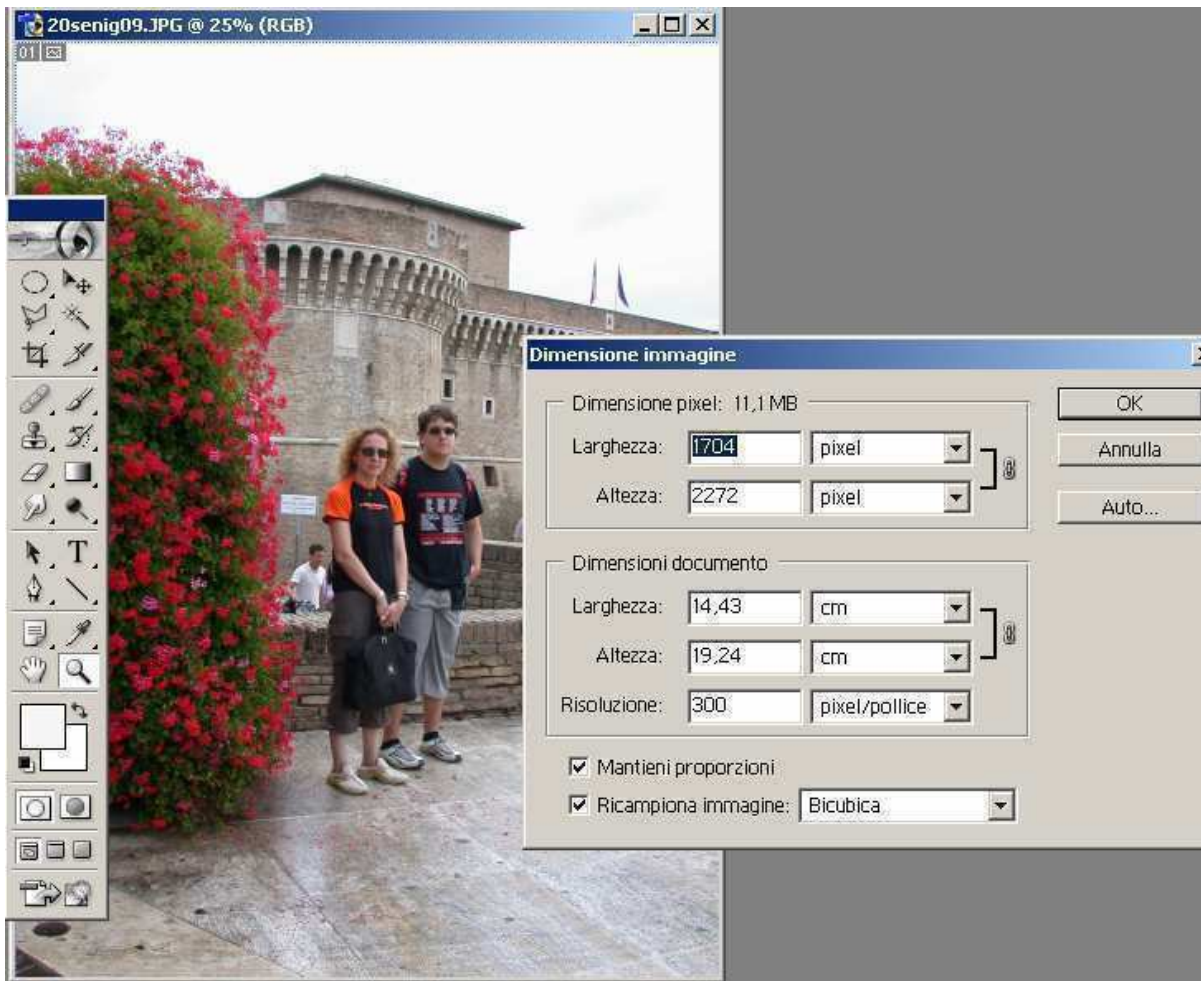 20senig09.JPG @ 25% (RGB)
01
Dimensione immagine
Dimensione pixel: 11,1 MB
Larghezza: 1704 pixel
Altezza: 2272 pixel
OK
Annulla
Auto...
Dimensioni documento
Larghezza: 14,43 cm
Altezza: 19,24 cm
Risoluzione: 300 pixel/pollice
Mantieni proporzioni
Ricampiona immagine: Bicubica
T